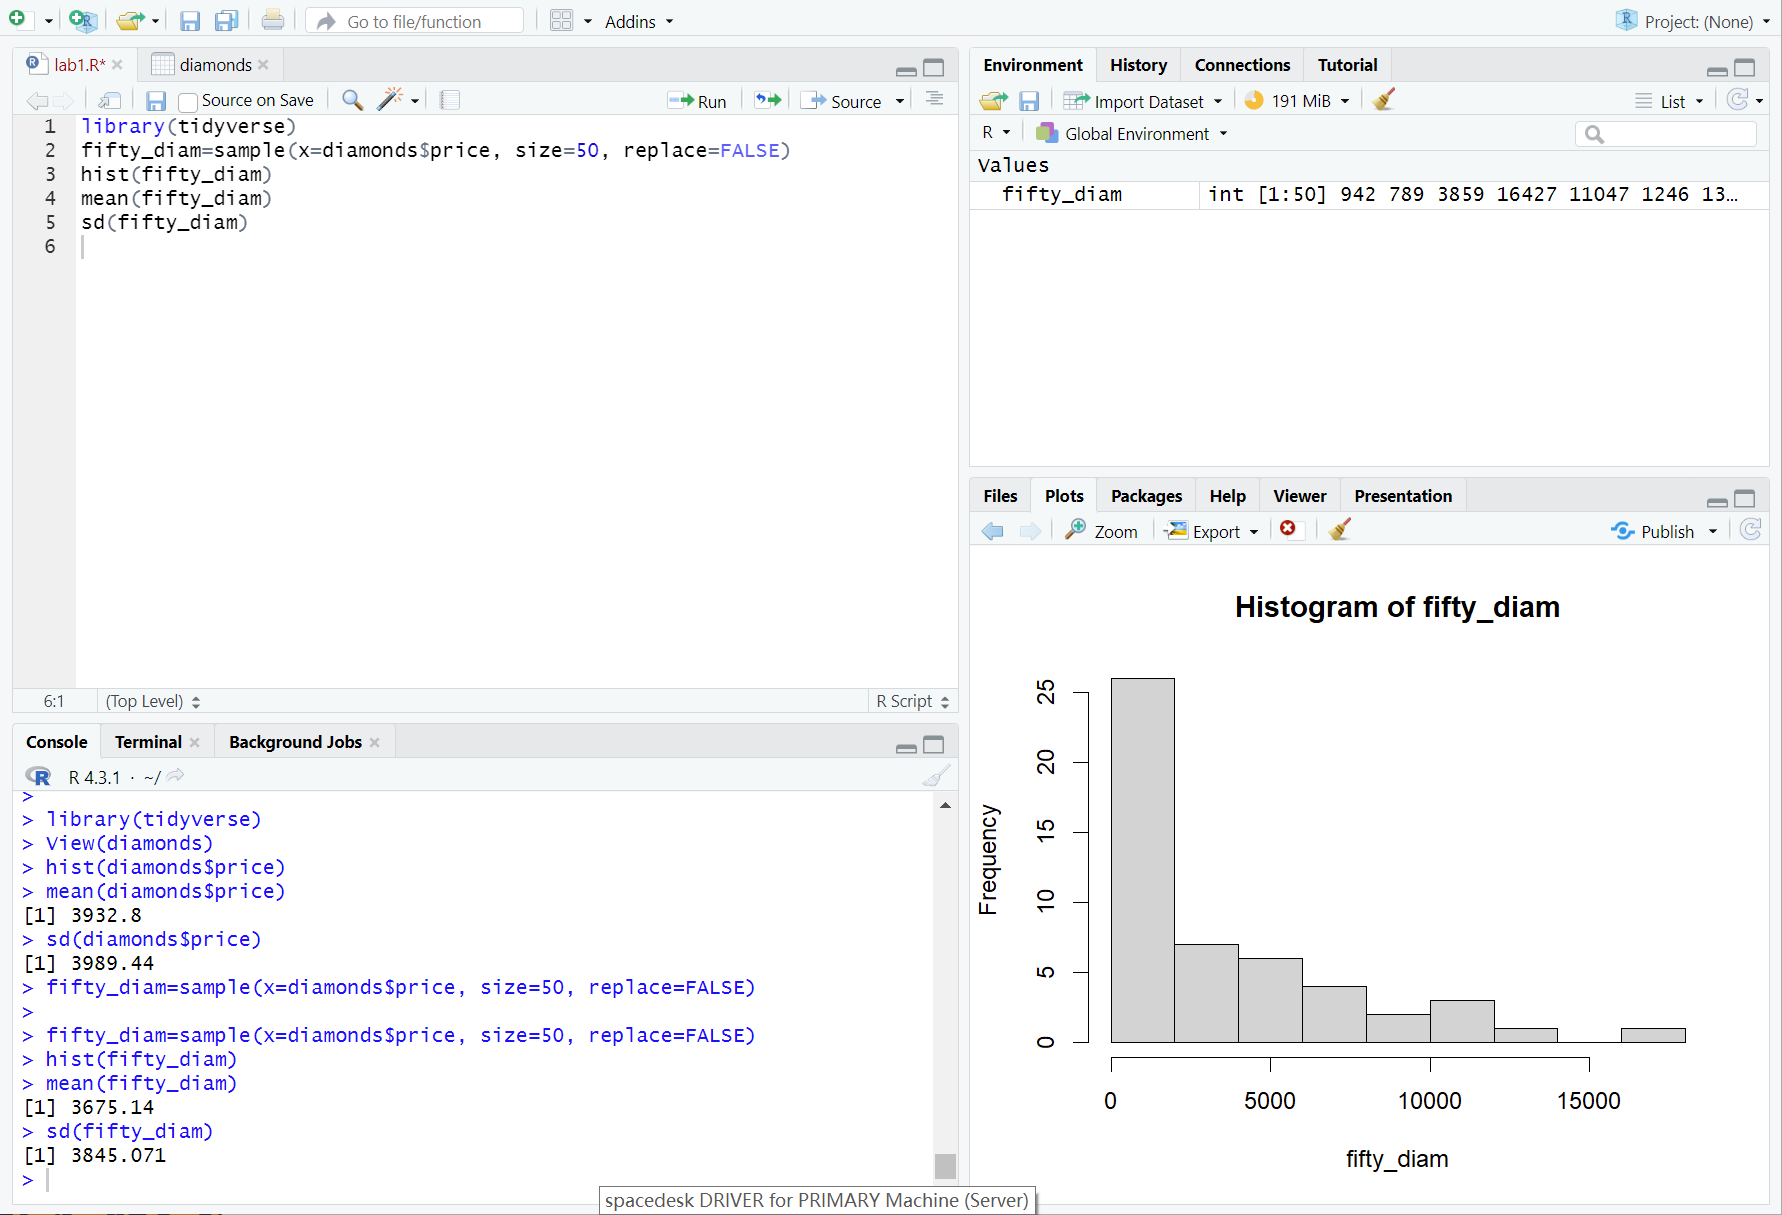 Go to file/function
Addins
Project: (None)
lab1.R*
diamonds
Source on Save
Run
Source
1 library(tidyverse)
2 fifty_diam=sample(x=diamonds$price, size=50, replace=FALSE)
3 hist(fifty_diam)
4 mean(fifty_diam)
5 sd(fifty_diam)
6
6:1 (Top Level) R Script
Console Terminal Background Jobs
R 4.3.1 · ~/
>
> library(tidyverse)
> View(diamonds)
> hist(diamonds$price)
> mean(diamonds$price)
[1] 3932.8
> sd(diamonds$price)
[1] 3989.44
> fifty_diam=sample(x=diamonds$price, size=50, replace=FALSE)
>
> fifty_diam=sample(x=diamonds$price, size=50, replace=FALSE)
> hist(fifty_diam)
> mean(fifty_diam)
[1] 3675.14
> sd(fifty_diam)
[1] 3845.071
>
Environment History Connections Tutorial
Import Dataset 191 MiB List
R Global Environment
Values
fifty_diam int [1:50] 942 789 3859 16427 11047 1246 13…
Files Plots Packages Help Viewer Presentation
Zoom Export Publish
Histogram of fifty_diam
Frequency
25
20
15
10
5
0
0 5000 10000 15000
fifty_diam
spacedesk DRIVER for PRIMARY Machine (Server)